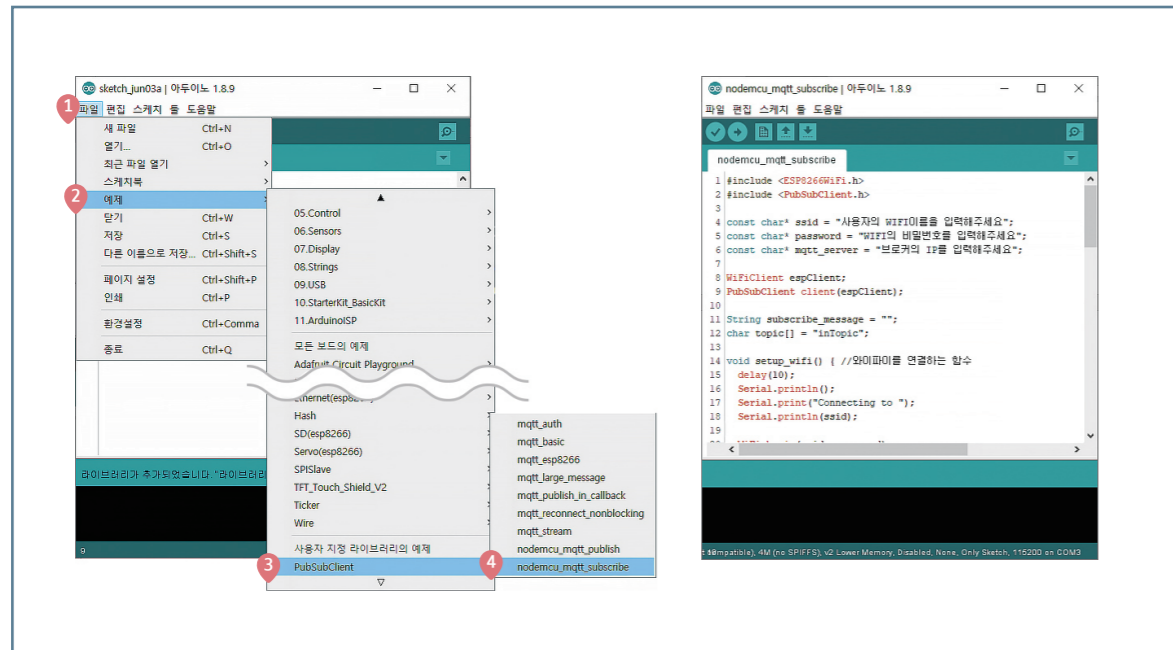 sketch_jun03a | 아두이노 1.8.9
1
파일 편집 스케치 툴 도움말
새 파일 Ctrl+N
열기... Ctrl+O
최근 파일 열기
스케치북
2
예제
닫기 Ctrl+W
저장 Ctrl+S
다른 이름으로 저장... Ctrl+Shift+S
페이지 설정 Ctrl+Shift+P
인쇄 Ctrl+P
환경설정 Ctrl+Comma
종료 Ctrl+Q
라이브러리가 추가되었습니다. "라이브러리
9
05.Control
06.Sensors
07.Display
08.Strings
09.USB
10.StarterKit_BasicKit
11.ArduinoISP
모든 보드의 예제
Adafruit Circuit Playground
Ethernet(esp8266)
Hash
SD(esp8266)
Servo(esp8266)
SPISlave
TFT_Touch_Shield_V2
Ticker
Wire
사용자 지정 라이브러리의 예제
3
PubSubClient
mqtt_auth
mqtt_basic
mqtt_esp8266
mqtt_large_message
mqtt_publish_in_callback
mqtt_reconnect_nonblocking
mqtt_stream
nodemcu_mqtt_publish
4
nodemcu_mqtt_subscribe
nodemcu_mqtt_subscribe | 아두이노 1.8.9
파일 편집 스케치 툴 도움말
nodemcu_mqtt_subscribe
1 #include <ESP8266WiFi.h>
2 #include <PubSubClient.h>
3
4 const char* ssid = "사용자의 WIFI이름을 입력해주세요";
5 const char* password = "WIFI의 비밀번호를 입력해주세요";
6 const char* mqtt_server = "브로커의 IP를 입력해주세요";
7
8 WiFiClient espClient;
9 PubSubClient client(espClient);
10
11 String subscribe_message = "";
12 char topic[] = "inTopic";
13
14 void setup_wifi() { //와이파이를 연결하는 함수
15 delay(10);
16 Serial.println();
17 Serial.print("Connecting to ");
18 Serial.println(ssid);
19
4M (no SPIFFS), v2 Lower Memory, Disabled, None, Only Sketch, 115200 on COM3